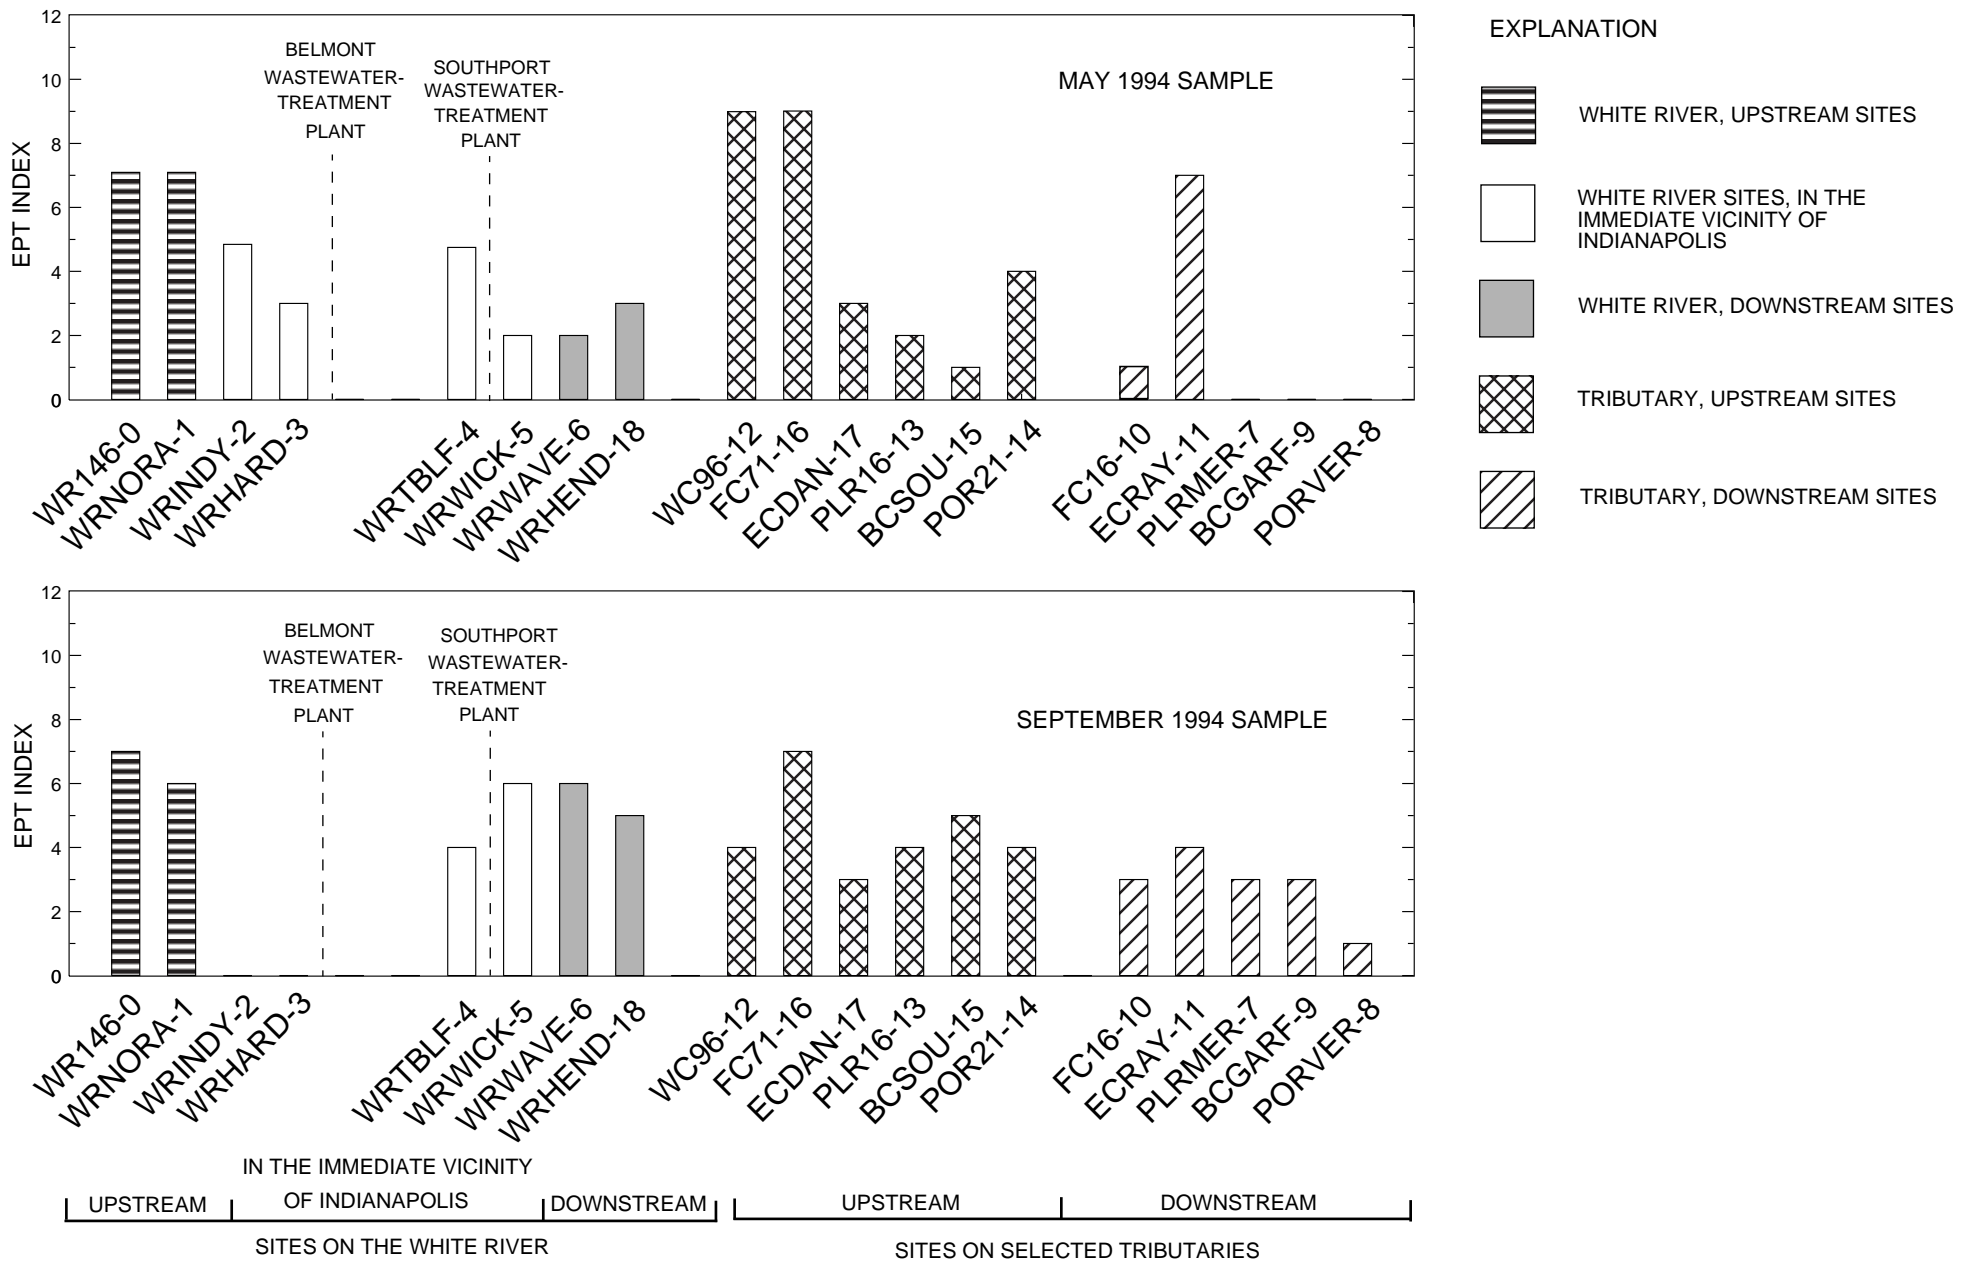 12
10
8
6
4
2
0
EPT INDEX
BELMONT
WASTEWATER-
TREATMENT
PLANT
SOUTHPORT
WASTEWATER-
TREATMENT
PLANT
MAY 1994 SAMPLE
WR146-0
WRNORA-1
WRINDY-2
WRHARD-3
WRTBLF-4
WRWICK-5
WRWAVE-6
WRHEND-18
WC96-12
FC71-16
ECDAN-17
PLR16-13
BCSOU-15
POR21-14
FC16-10
ECRAY-11
PLRMER-7
BCGARF-9
PORVER-8
EXPLANATION
WHITE RIVER, UPSTREAM SITES
WHITE RIVER SITES, IN THE
IMMEDIATE VICINITY OF
INDIANAPOLIS
WHITE RIVER, DOWNSTREAM SITES
TRIBUTARY, UPSTREAM SITES
TRIBUTARY, DOWNSTREAM SITES
12
10
8
6
4
2
0
EPT INDEX
BELMONT
WASTEWATER-
TREATMENT
PLANT
SOUTHPORT
WASTEWATER-
TREATMENT
PLANT
SEPTEMBER 1994 SAMPLE
WR146-0
WRNORA-1
WRINDY-2
WRHARD-3
WRTBLF-4
WRWICK-5
WRWAVE-6
WRHEND-18
WC96-12
FC71-16
ECDAN-17
PLR16-13
BCSOU-15
POR21-14
FC16-10
ECRAY-11
PLRMER-7
BCGARF-9
PORVER-8
UPSTREAM
IN THE IMMEDIATE VICINITY
OF INDIANAPOLIS
DOWNSTREAM
UPSTREAM
DOWNSTREAM
SITES ON THE WHITE RIVER
SITES ON SELECTED TRIBUTARIES